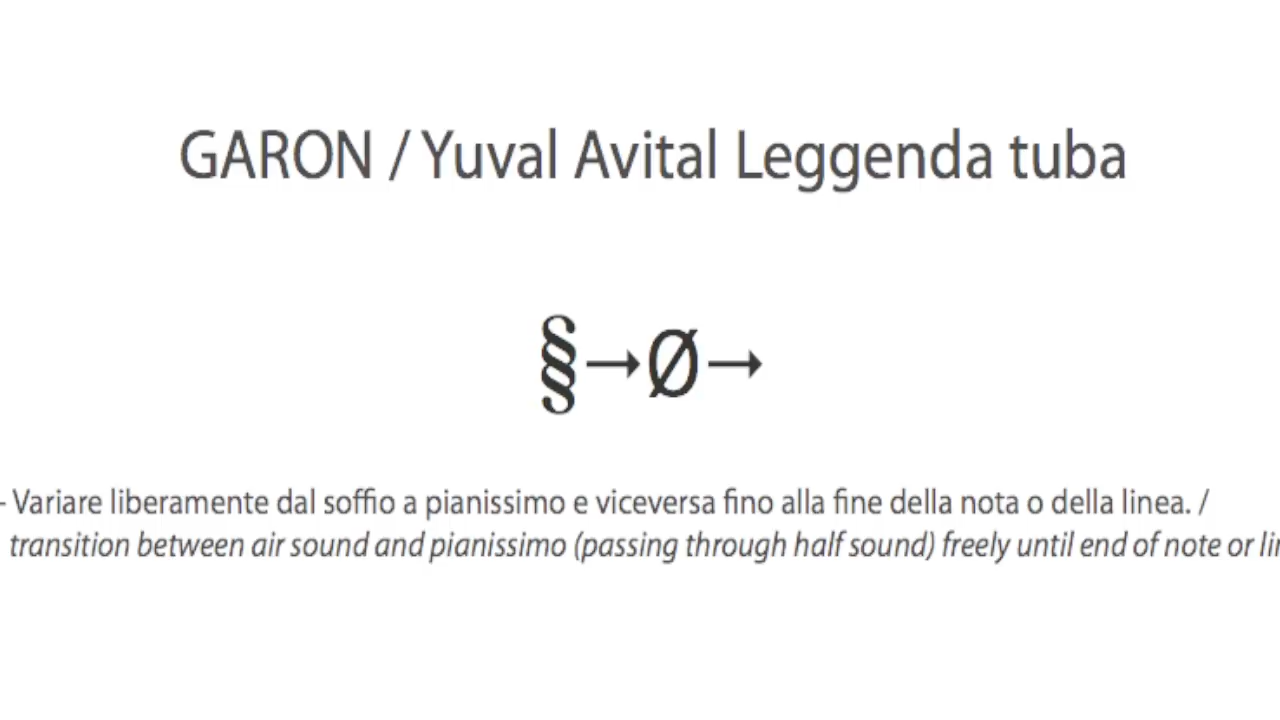 GARON / Yuval Avital Leggenda tuba
§→Ø→
- Variare liberamente dal soffio a pianissimo e viceversa fino alla fine della nota o della linea. /
transition between air sound and pianissimo (passing through half sound) freely until end of note or